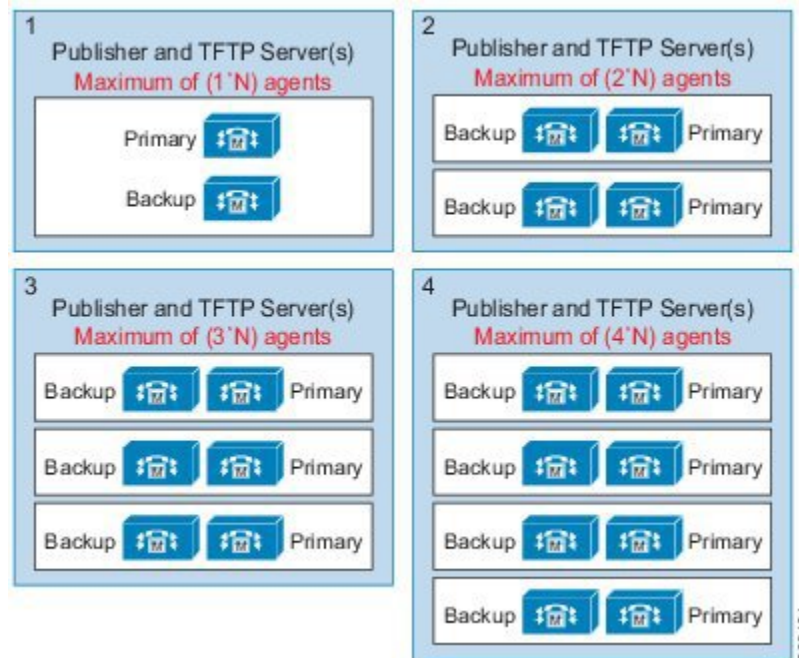 1
Publisher and TFTP Server(s)
Maximum of (1*N) agents
Primary M
Backup M
2
Publisher and TFTP Server(s)
Maximum of (2*N) agents
Backup M M Primary
Backup M M Primary
3
Publisher and TFTP Server(s)
Maximum of (3*N) agents
Backup M M Primary
Backup M M Primary
Backup M M Primary
4
Publisher and TFTP Server(s)
Maximum of (4*N) agents
Backup M M Primary
Backup M M Primary
Backup M M Primary
Backup M M Primary